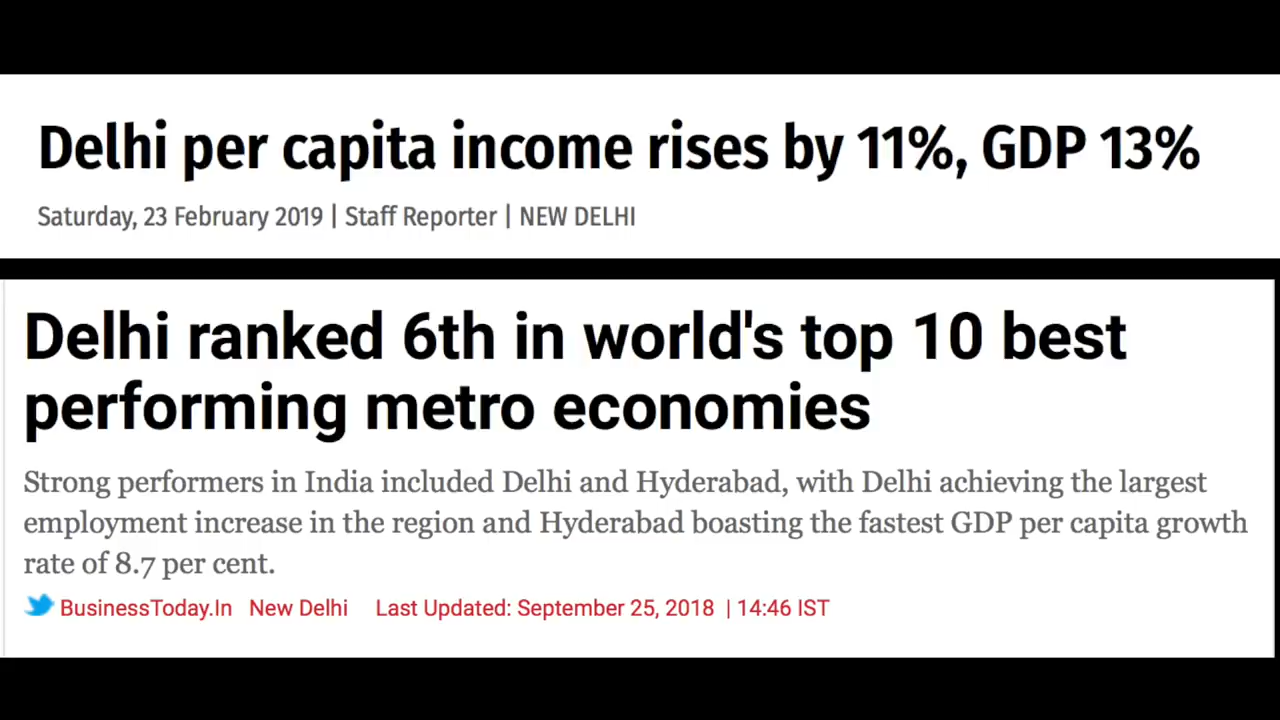 Delhi per capita income rises by 11%, GDP 13%
Saturday, 23 February 2019 | Staff Reporter | NEW DELHI
Delhi ranked 6th in world's top 10 best
performing metro economies
Strong performers in India included Delhi and Hyderabad, with Delhi achieving the largest
employment increase in the region and Hyderabad boasting the fastest GDP per capita growth
rate of 8.7 per cent.
BusinessToday.In New Delhi Last Updated: September 25, 2018 | 14:46 IST